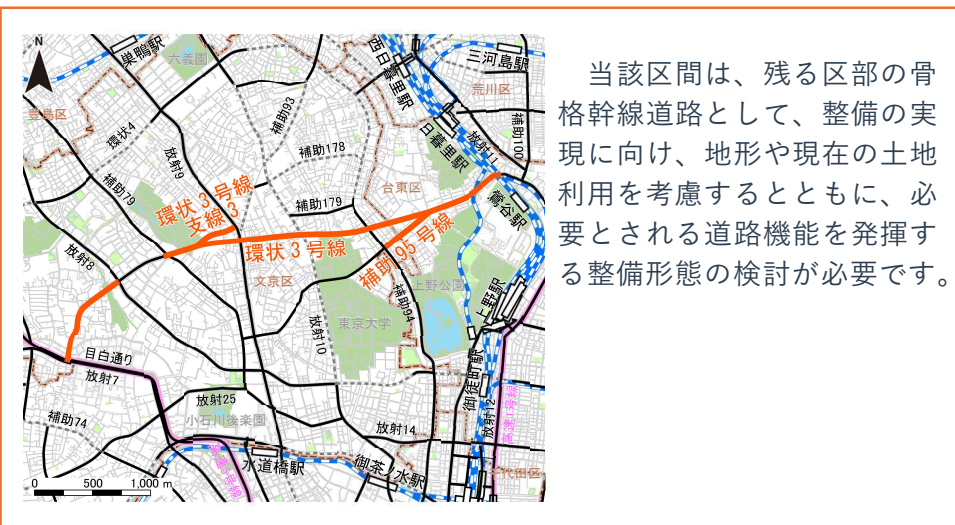 N
巣鴨駅
六義園
西日暮里駅
三河島駅
荒川区
豊島区
環状4
放射9
補助93
日暮里駅
放射11
補助100
補助178
補助79
台東区
環状3号線
支線3
補助179
鶯谷駅
放射8
環状3号線
文京区
補助95号線
上野公園
補助94
上野駅
東京大学
放射10
目白通り
放射7
御徒町駅
放射12
高速1号線
放射25
小石川後楽園
補助74
放射14
水道橋駅
御茶ノ水駅
千代田区
高速5号線
0 500 1,000 m
当該区間は、残る区部の骨
格幹線道路として、整備の実
現に向け、地形や現在の土地
利用を考慮するとともに、必
要とされる道路機能を発揮す
る整備形態の検討が必要です。